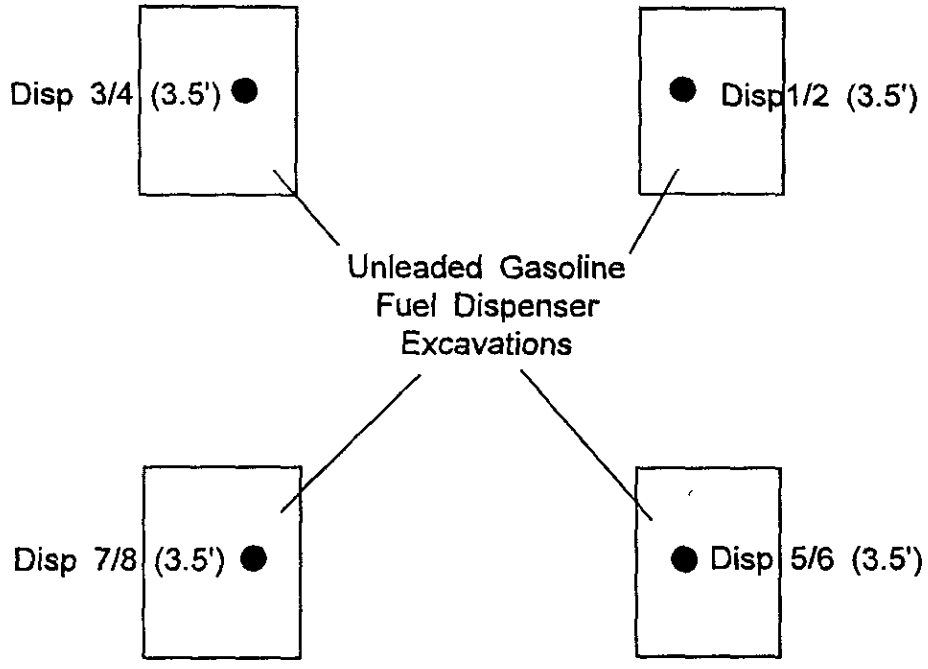 Disp 3/4 (3.5')
Disp1/2 (3.5')
Unleaded Gasoline
Fuel Dispenser
Excavations
Disp 7/8 (3.5')
Disp 5/6 (3.5')